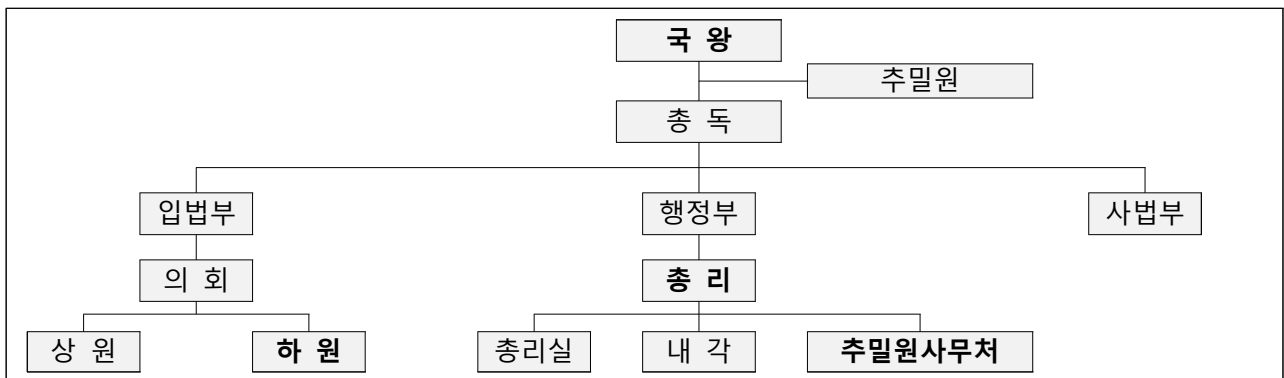 국 왕
추밀원
총 독
입법부 행정부 사법부
의 회 총 리
상 원 하 원 총리실 내 각 추밀원사무처